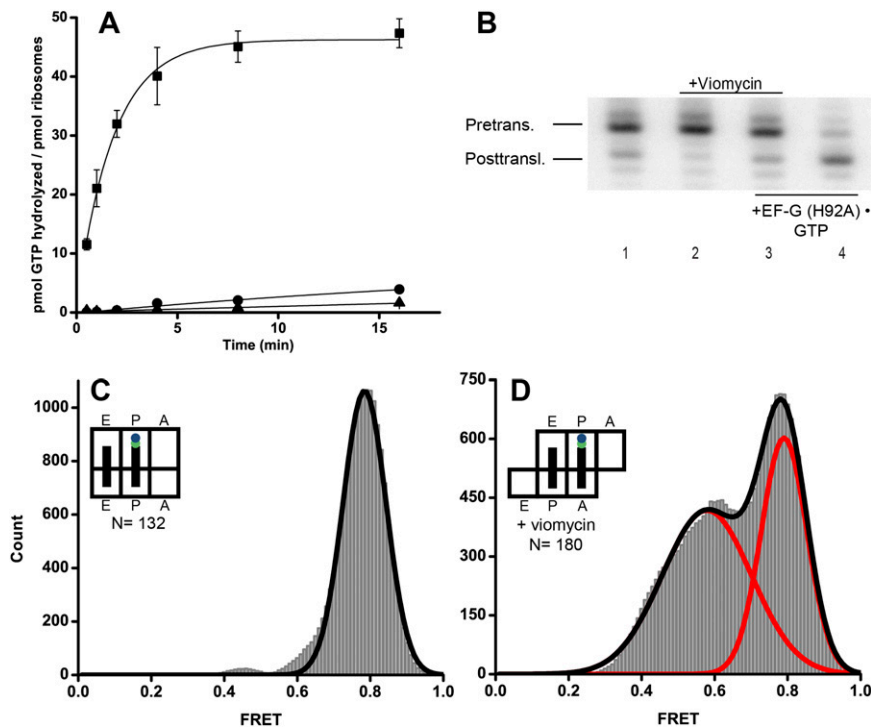 A
50
40
30
20
10
0
0 5 10 15
pmol GTP hydrolyzed / pmol ribosomes
Time (min)
B
+Viomycin
Pretrans.
Posttransl.
+EF-G (H92A) •
GTP
1 2 3 4
C
E P A
E P A
N= 132
1000
800
600
400
200
0
0.0 0.2 0.4 0.6 0.8 1.0
Count
FRET
D
E P A
E P A
+ viomycin
N= 180
750
600
450
300
150
0
0.0 0.2 0.4 0.6 0.8 1.0
FRET